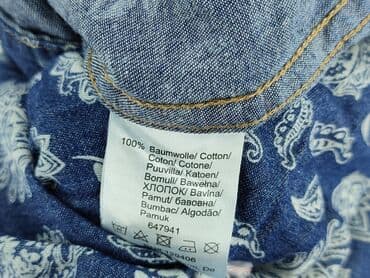 100% Baumwolle/ Cotton/
Coton/ Cotone/
Puuvilla/ Katoen/
Bomull/ Bawełna/
ХЛОПОК/ Bavlna/
Pamut/ бавовна/
Bumbac/ Algodão/
Pamuk
647941